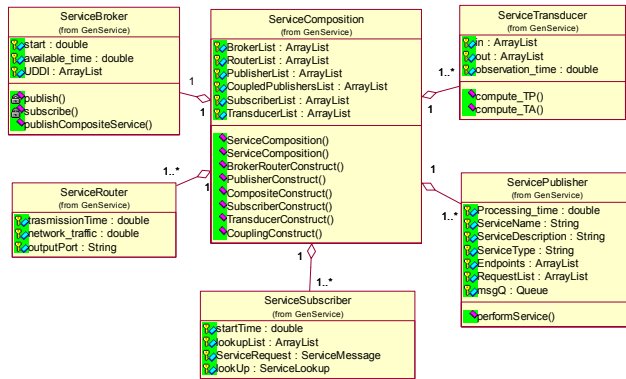 ServiceBroker
(from GenService)
start : double
available_time : double
UDDI : ArrayList
publish()
subscribe()
publishCompositeService()
1
1
ServiceComposition
(from GenService)
BrokerList : ArrayList
RouterList : ArrayList
PublisherList : ArrayList
CoupledPublishersList : ArrayList
SubscriberList : ArrayList
TransducerList : ArrayList
ServiceComposition()
ServiceComposition()
BrokerRouterConstruct()
PublisherConstruct()
CompositeConstruct()
SubscriberConstruct()
TransducerConstruct()
CouplingConstruct()
1..*
1
ServiceTransducer
(from GenService)
in : ArrayList
out : ArrayList
observation_time : double
compute_TP()
compute_TA()
1..*
1
ServiceRouter
(from GenService)
trasmissionTime : double
network_traffic : double
outputPort : String
1
1..*
ServicePublisher
(from GenService)
Processing_time : double
ServiceName : String
ServiceDescription : String
ServiceType : String
Endpoints : ArrayList
RequestList : ArrayList
msgQ : Queue
performService()
1
1..*
ServiceSubscriber
(from GenService)
startTime : double
lookupList : ArrayList
ServiceRequest : ServiceMessage
lookUp : ServiceLookup